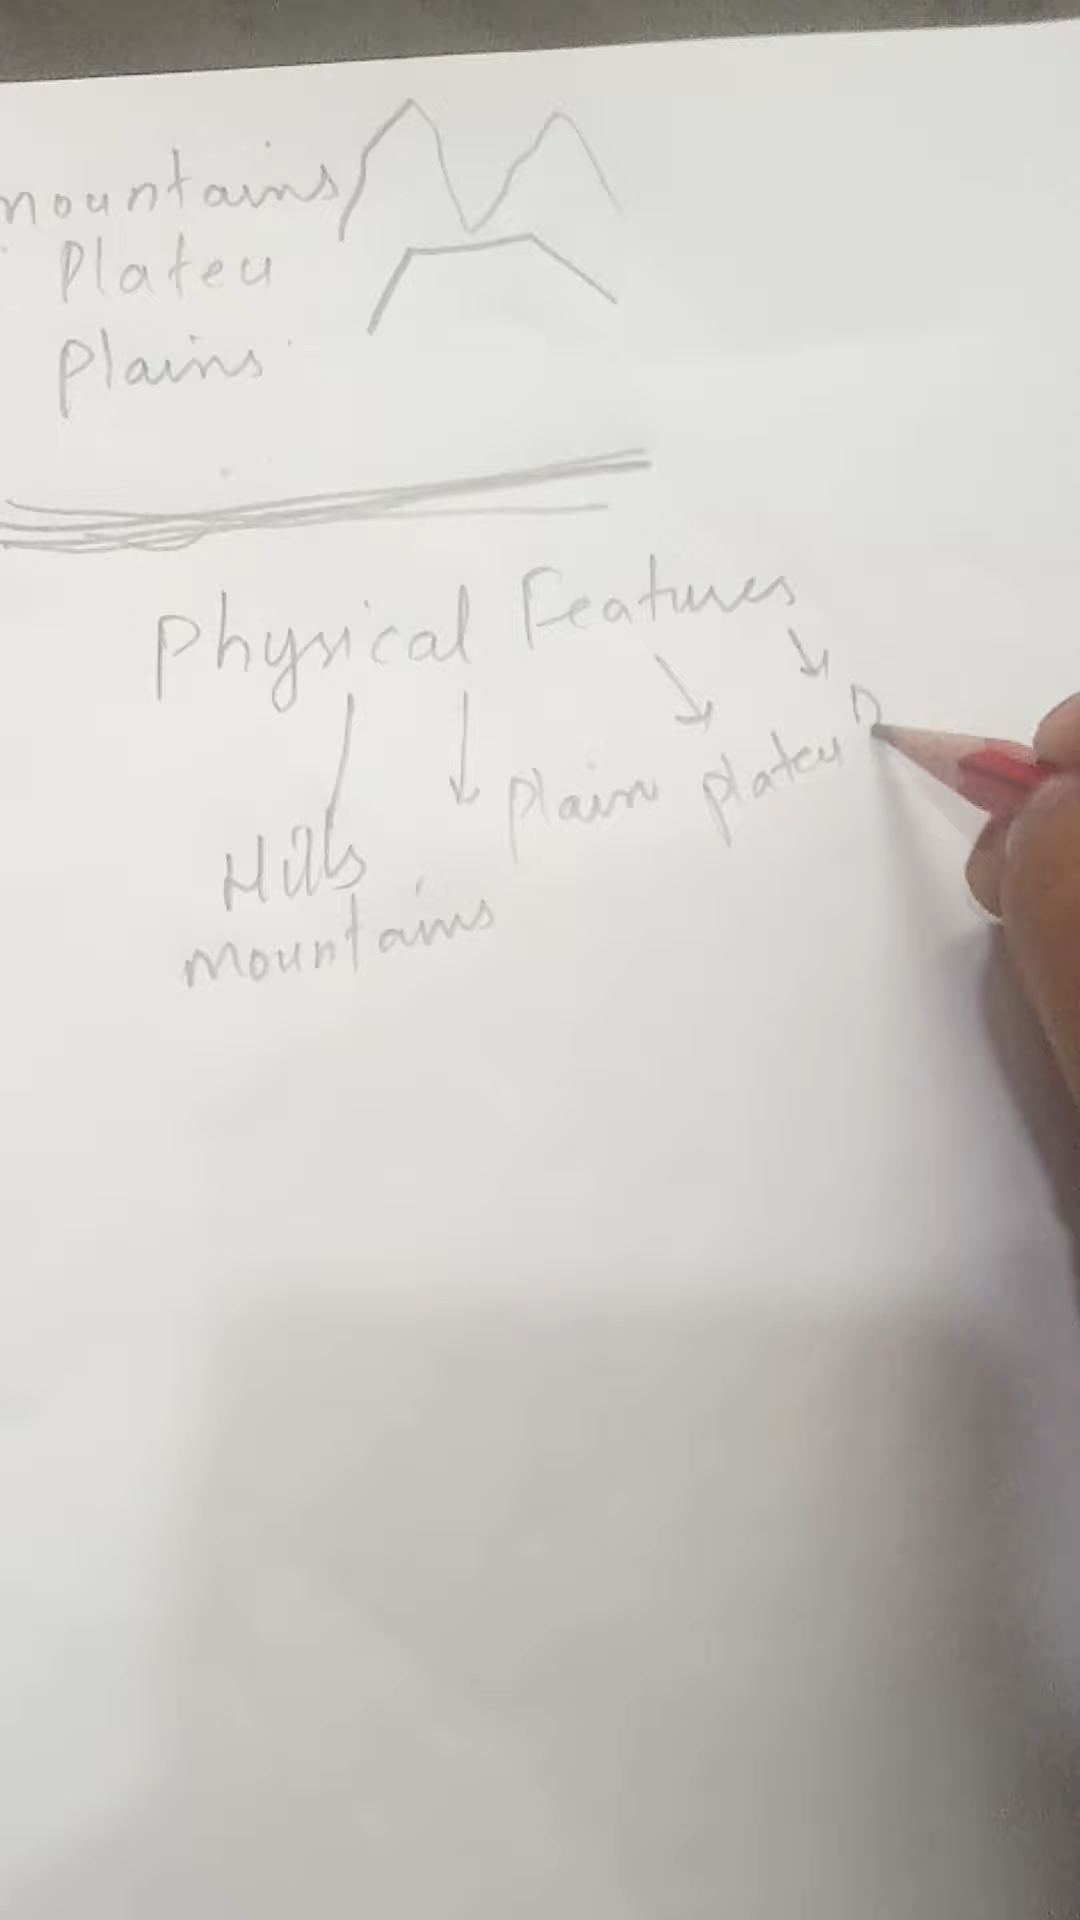 mountains
Plateu
Plains
Physical Features
Plain plateu
Hills
mountains